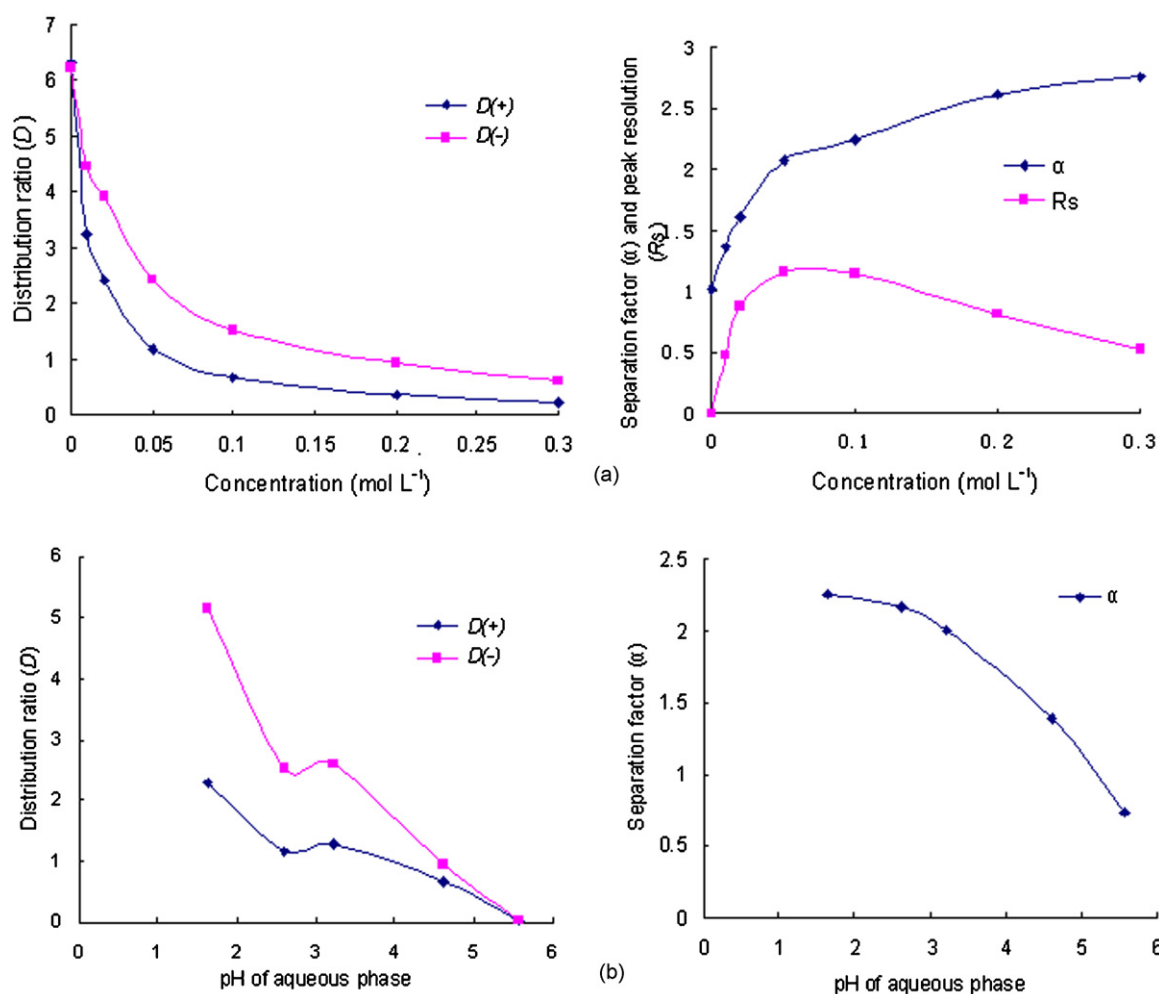 7
6
5
4
3
2
1
0
Distribution ratio (D)
D(+)
D(-)
0 0.05 0.1 0.15 0.2 0.25 0.3
Concentration (mol L⁻¹)
3
2.5
2
1.5
1
0.5
0
Separation factor (α) and peak resolution
(Rs)
α
Rs
0 0.1 0.2 0.3
Concentration (mol L⁻¹)
(a)
6
5
4
3
2
1
0
Distribution ratio (D)
D(+)
D(-)
0 1 2 3 4 5 6
pH of aqueous phase
2.5
2
1.5
1
0.5
0
Separation factor (α)
α
0 1 2 3 4 5 6
pH of aqueous phase
(b)